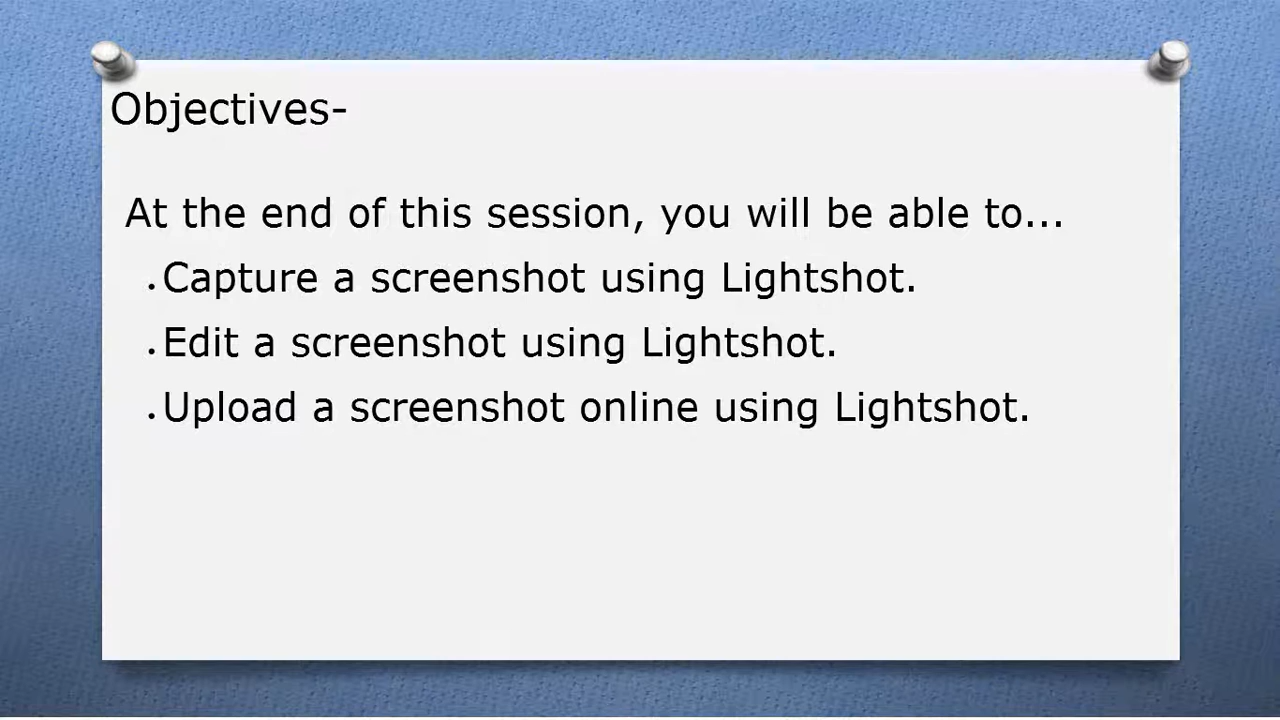 Objectives-
At the end of this session, you will be able to...
• Capture a screenshot using Lightshot.
• Edit a screenshot using Lightshot.
• Upload a screenshot online using Lightshot.